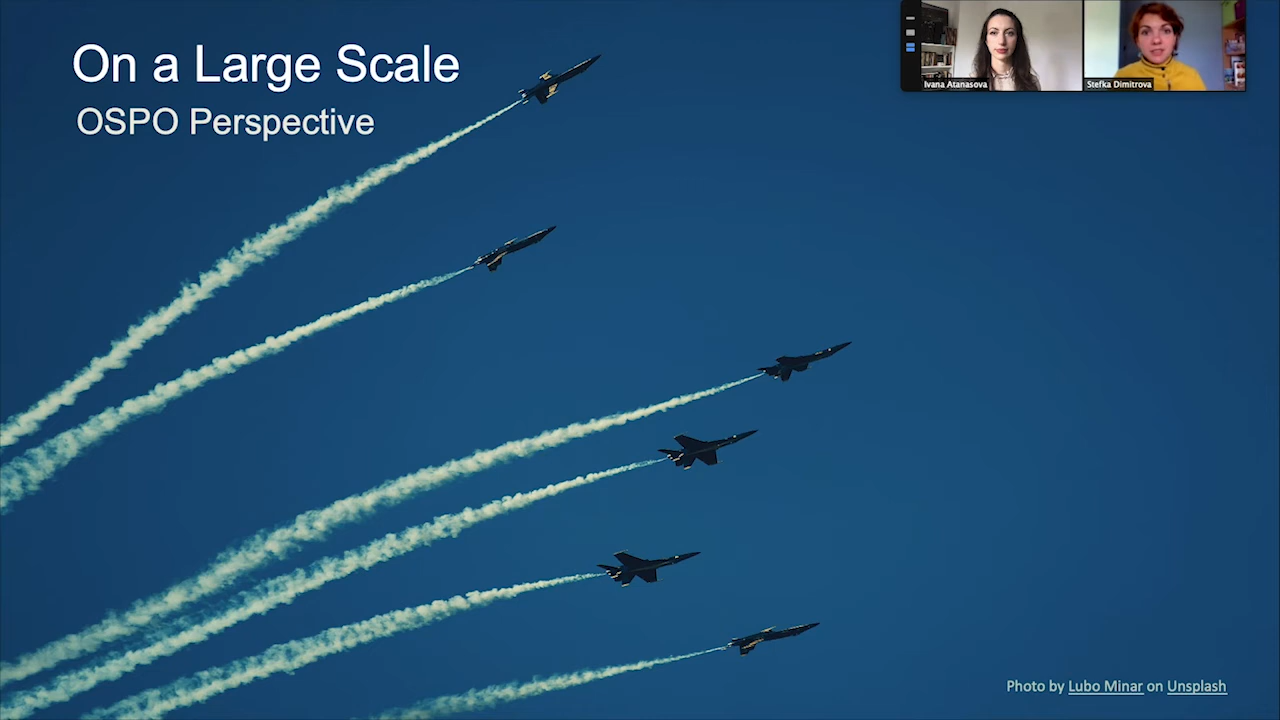 On a Large Scale
OSPO Perspective
Ivana Atanasova
Stefka Dimitrova
Photo by Lubo Minar on Unsplash